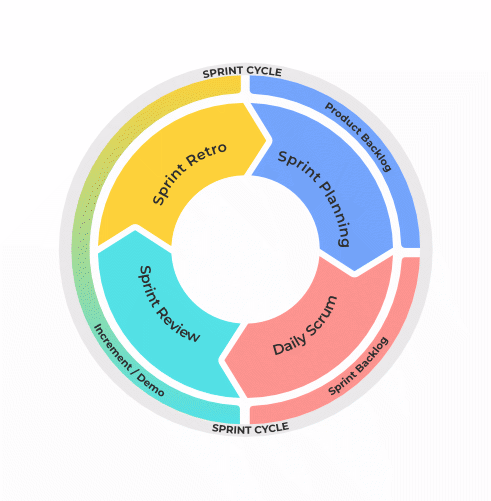 SPRINT CYCLE
Product Backlog
Sprint Retro
Sprint Planning
Sprint Review
Daily Scrum
Increment / Demo
Sprint Backlog
SPRINT CYCLE